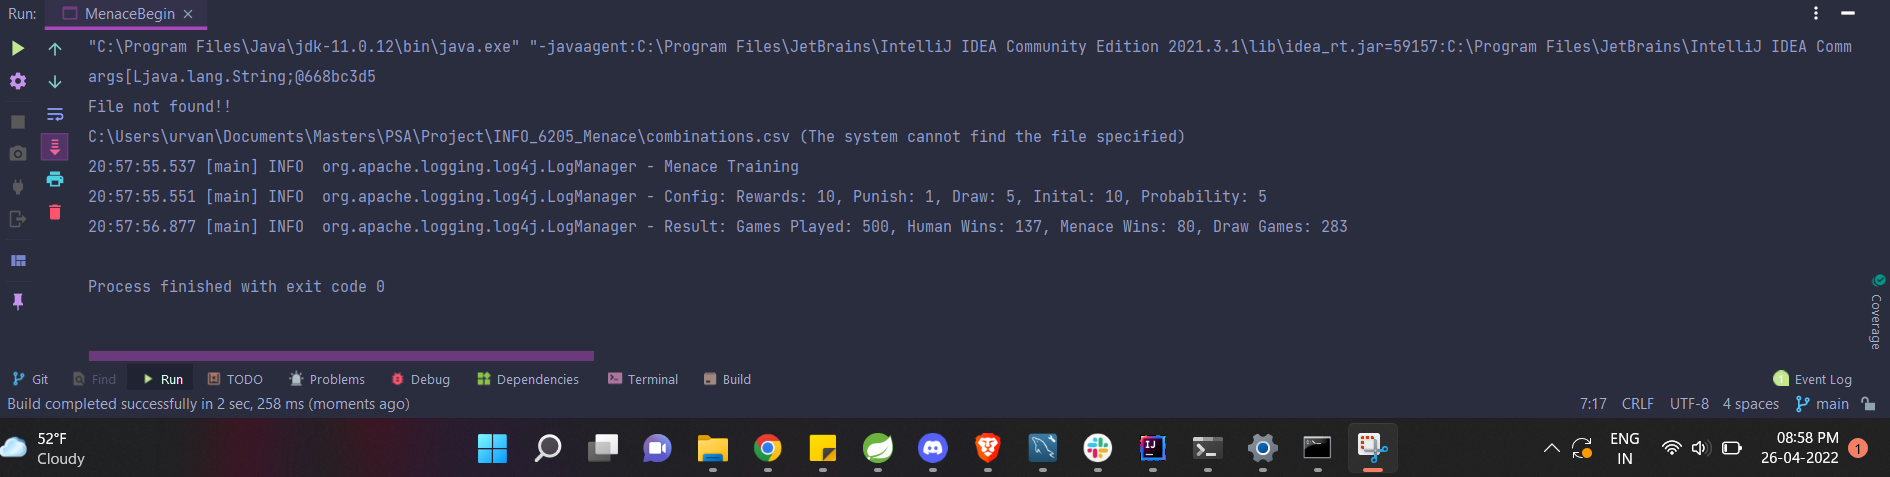 Run: MenaceBegin
"C:\Program Files\Java\jdk-11.0.12\bin\java.exe" "-javaagent:C:\Program Files\JetBrains\IntelliJ IDEA Community Edition 2021.3.1\lib\idea_rt.jar=59157:C:\Program Files\JetBrains\IntelliJ IDEA Comm
args[Ljava.lang.String;@668bc3d5
File not found!!
C:\Users\urvan\Documents\Masters\PSA\Project\INFO_6205_Menace\combinations.csv (The system cannot find the file specified)
20:57:55.537 [main] INFO  org.apache.logging.log4j.LogManager - Menace Training
20:57:55.551 [main] INFO  org.apache.logging.log4j.LogManager - Config: Rewards: 10, Punish: 1, Draw: 5, Inital: 10, Probability: 5
20:57:56.877 [main] INFO  org.apache.logging.log4j.LogManager - Result: Games Played: 500, Human Wins: 137, Menace Wins: 80, Draw Games: 283
Process finished with exit code 0
Coverage
Git Find Run TODO Problems Debug Dependencies Terminal Build 1 Event Log
Build completed successfully in 2 sec, 258 ms (moments ago) 7:17 CRLF UTF-8 4 spaces main
52°F ENG 08:58 PM
Cloudy IJ IN 26-04-2022 1